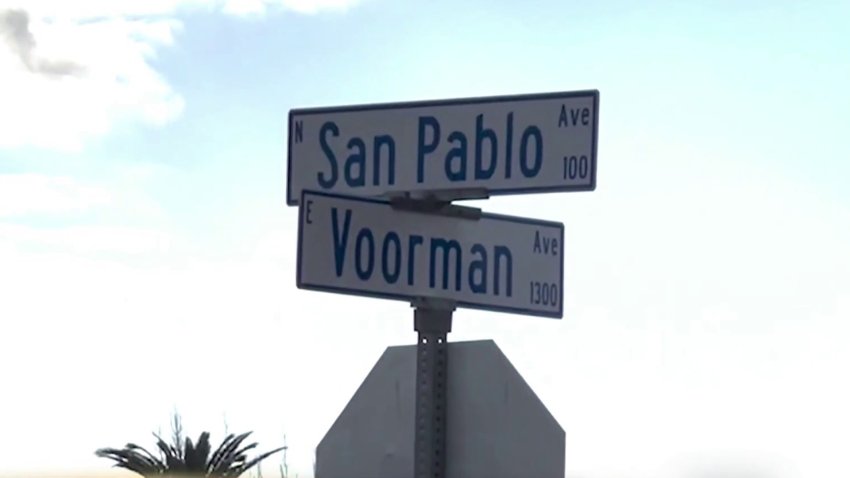 N San Pablo Ave 100
E Voorman Ave 1300